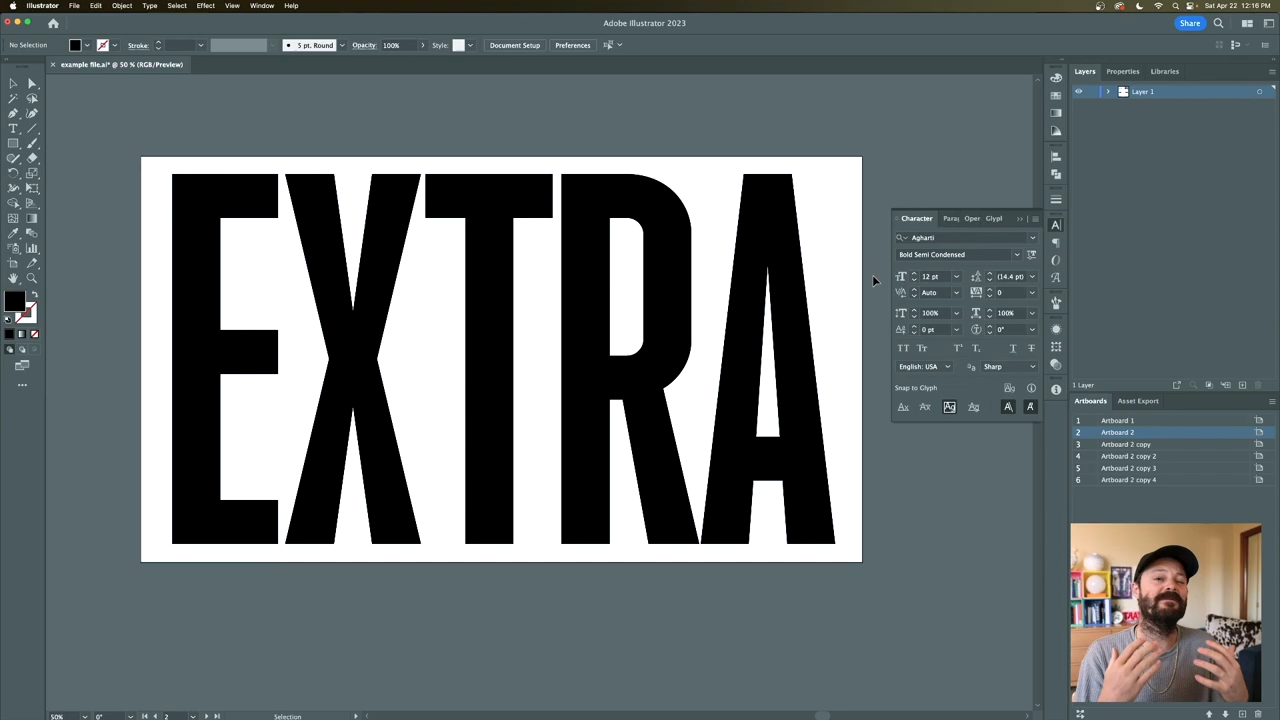 Illustrator File Edit Object Type Select Effect View Window Help
Sat Apr 22 12:16 PM
Adobe Illustrator 2023
Share
No Selection
Stroke:
5 pt. Round
Opacity: 100%
Style:
Document Setup
Preferences
example file.ai* @ 50 % (RGB/Preview)
EXTRA
Character Para Oper Glypl
Agharti
Bold Semi Condensed
12 pt (14.4 pt)
Auto 0
100% 100%
0 pt 0°
English: USA Sharp
Snap to Glyph
Layers Properties Libraries
Layer 1
1 Layer
Artboards Asset Export
1 Artboard 1
2 Artboard 2
3 Artboard 2 copy
4 Artboard 2 copy 2
5 Artboard 2 copy 3
6 Artboard 2 copy 4
50% 0° 2 Selection